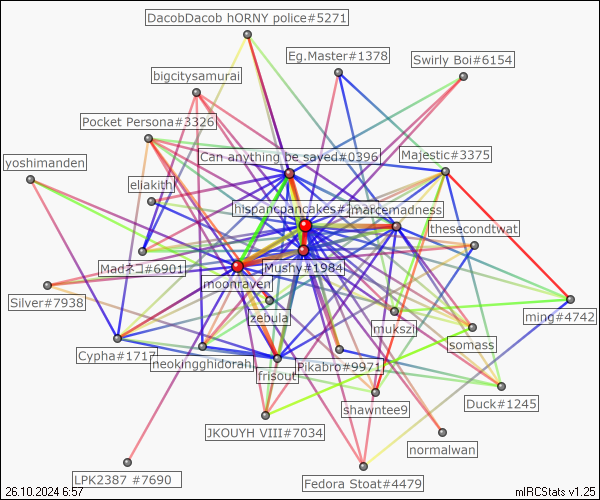 DacobDacob hORNY police#5271
Eg.Master#1378
Swirly Boi#6154
bigcitysamurai
Pocket Persona#3326
Can anything be saved#0396
Majestic#3375
yoshimanden
eliakith
marcemadness
thesecondtwat
Madネコ#6901
Mushy#1984
moonraven
Silver#7938
zebula
mukszi
ming#4742
somass
Cypha#1717
neokingghidorah
frisout
Pikabro#9971
shawntee9
Duck#1245
JKOUYH VIII#7034
normalwan
LPK2387 #7690
Fedora Stoat#4479
26.10.2024 6:57
mIRCStats v1.25